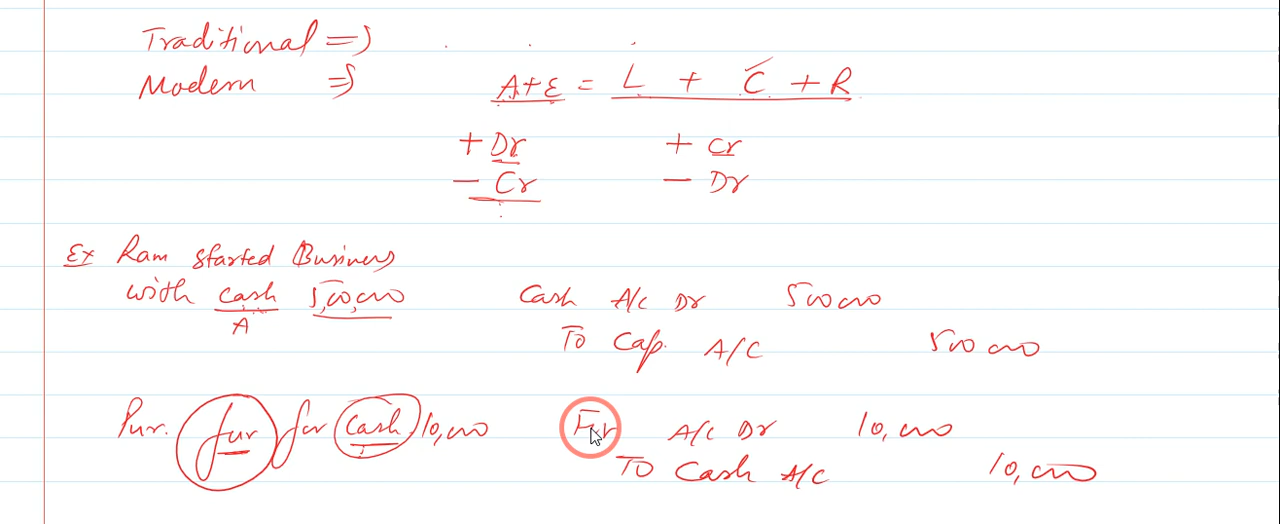 Traditional =>
Modern => A+E = L + C + R
+ Dr + Cr
- Cr - Dr
Ex Ram started Business
with cash 5,00,000 Cash A/c Dr 500000
A
To Cap. A/C 500000
Pur. fur for cash 10,000 Fur A/c Dr 10,000
To Cash A/C 10,000